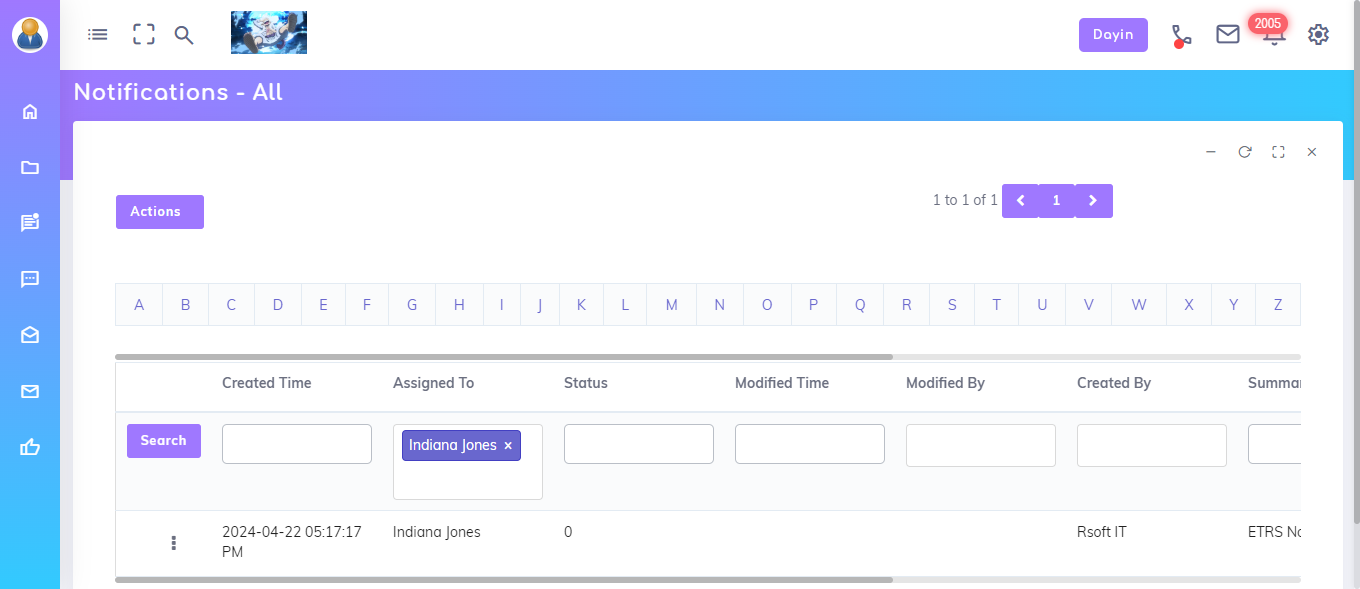 Dayin
2005
Notifications - All
Actions
1 to 1 of 1
1
A B C D E F G H I J K L M N O P Q R S T U V W X Y Z
Created Time Assigned To Status Modified Time Modified By Created By
Search
Indiana Jones ×
2024-04-22 05:17:17 Indiana Jones 0 Rsoft IT ETRS
PM